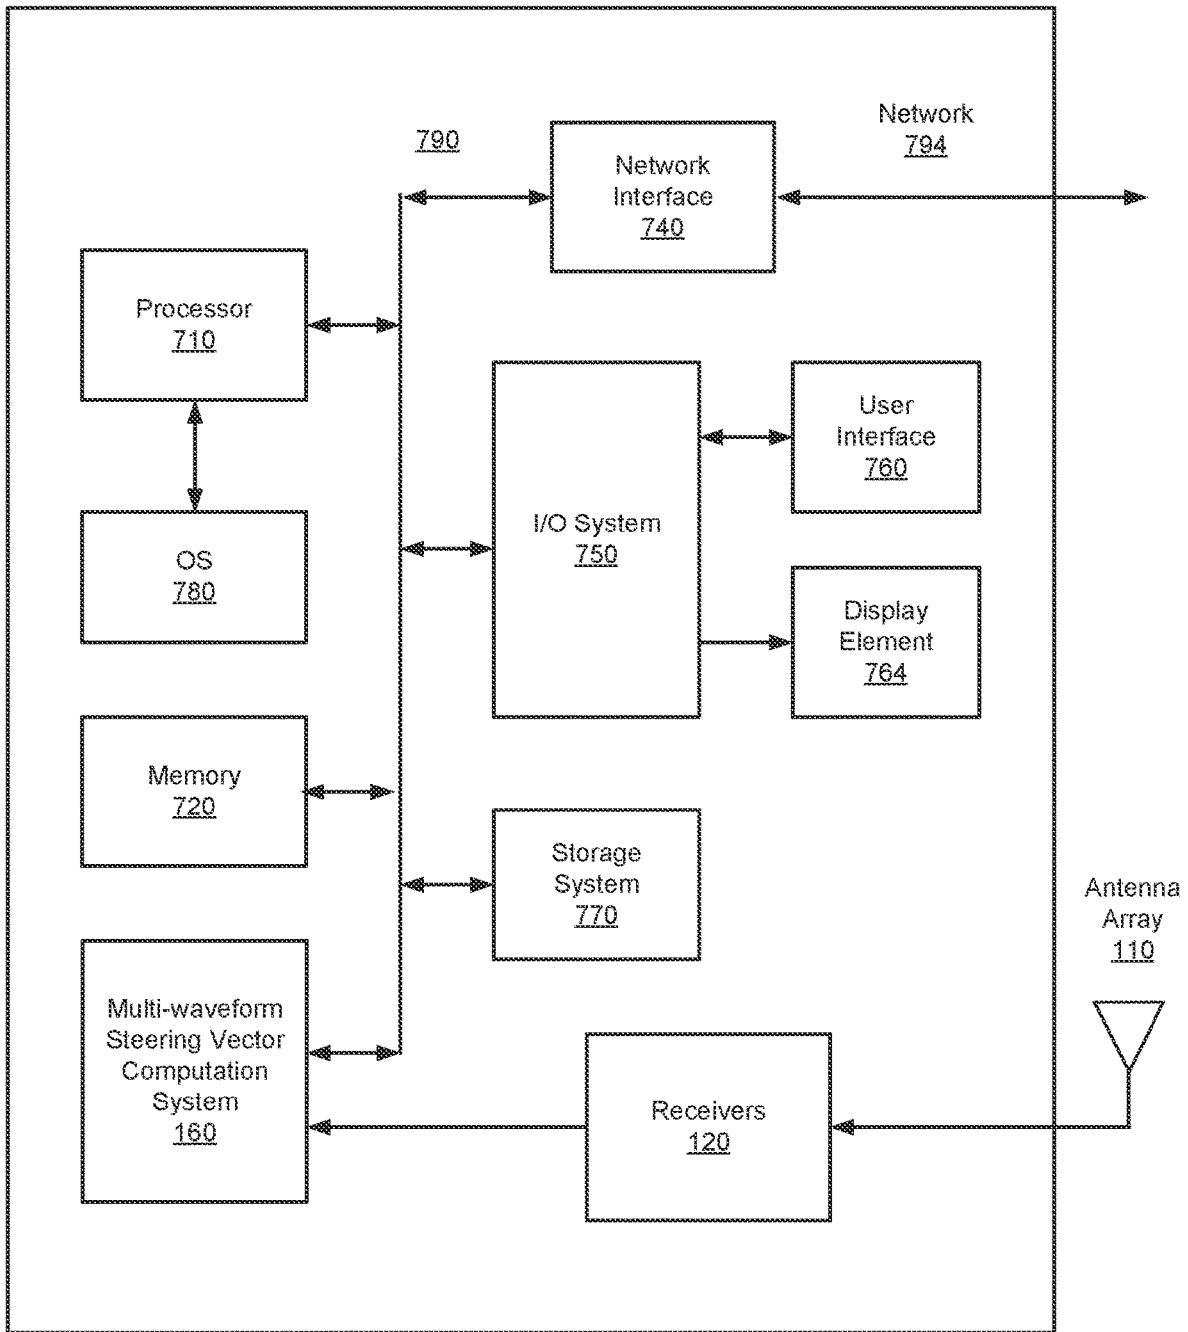 Network
794
790
Network
Interface
740
Processor
710
User
Interface
760
I/O System
750
OS
780
Display
Element
764
Memory
720
Storage
System
770
Antenna
Array
110
Multi-waveform
Steering Vector
Computation
System
160
Receivers
120